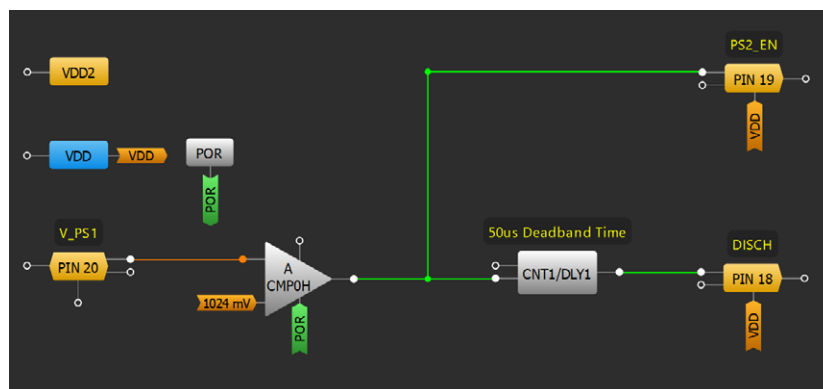 PS2_EN
VDD2
PIN 19
VDD
VDD
VDD
POR
POR
V_PS1
50us Deadband Time
DISCH
PIN 20
A
CMP0H
CNT1/DLY1
PIN 18
1024 mV
POR
VDD